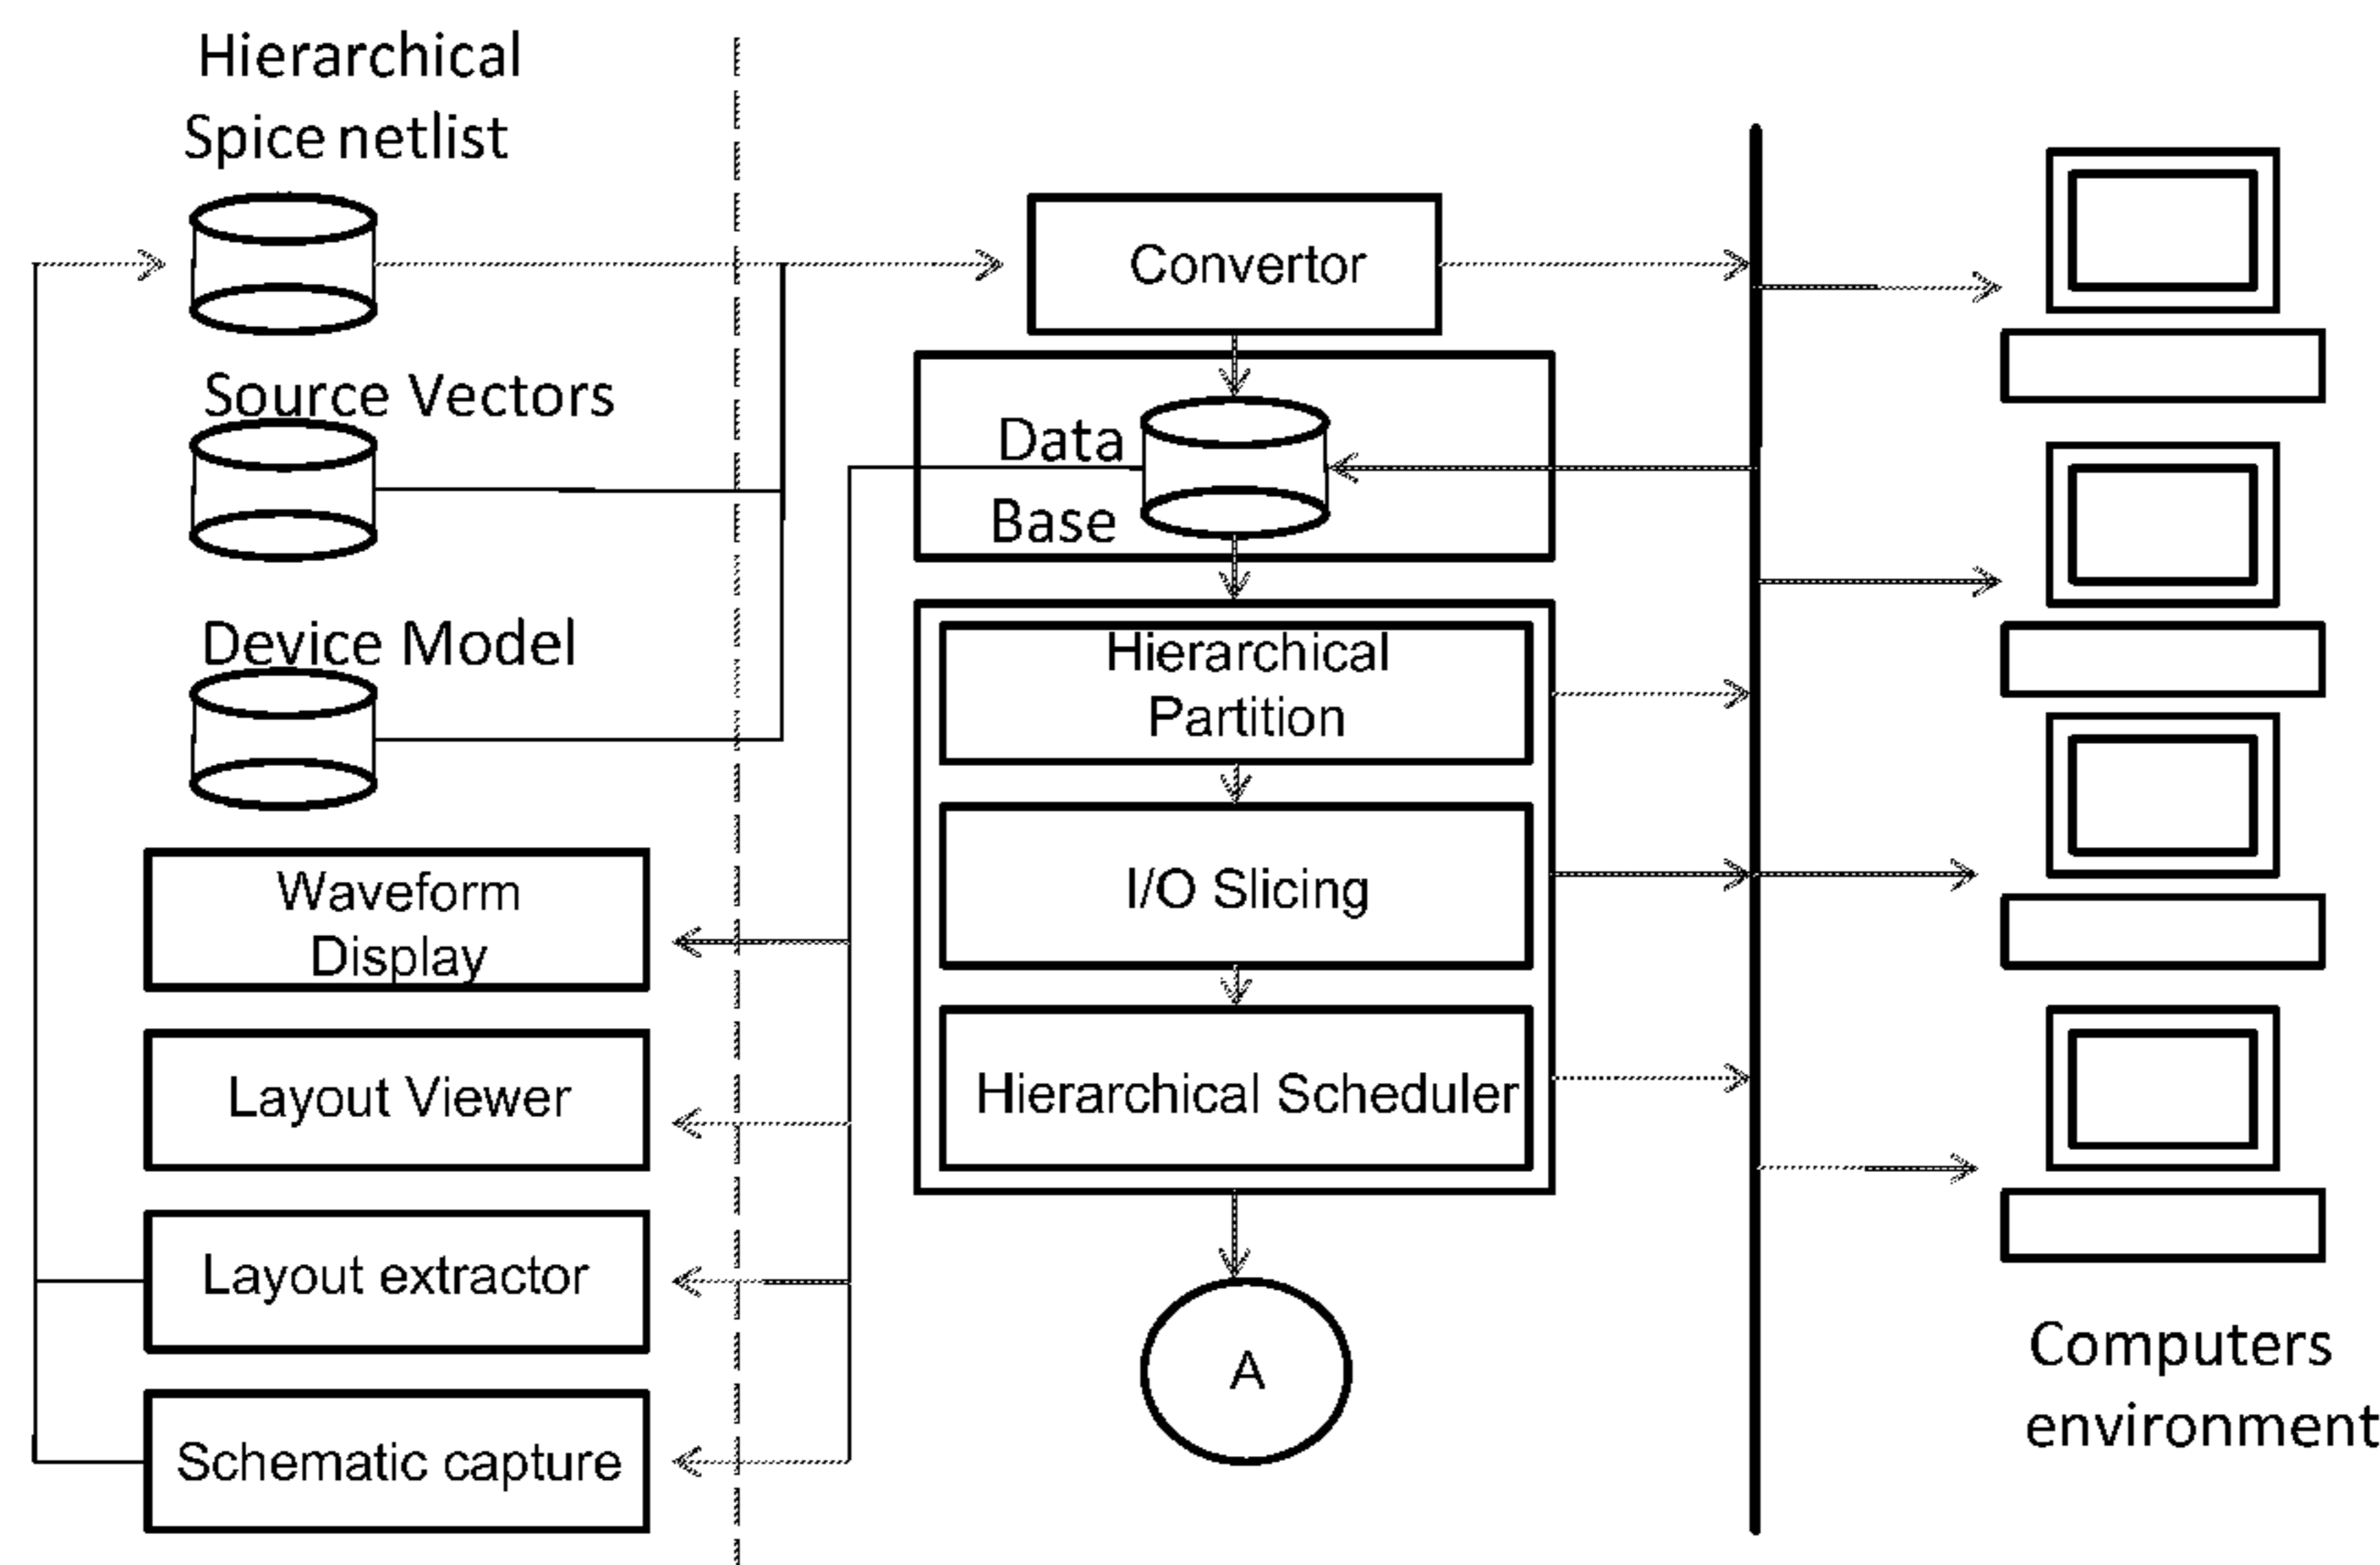 Hierarchical
Spice netlist
Source Vectors
Device Model
Waveform
Display
Layout Viewer
Layout extractor
Schematic capture
Convertor
Data
Base
Hierarchical
Partition
I/O Slicing
Hierarchical Scheduler
A
Computers
environment